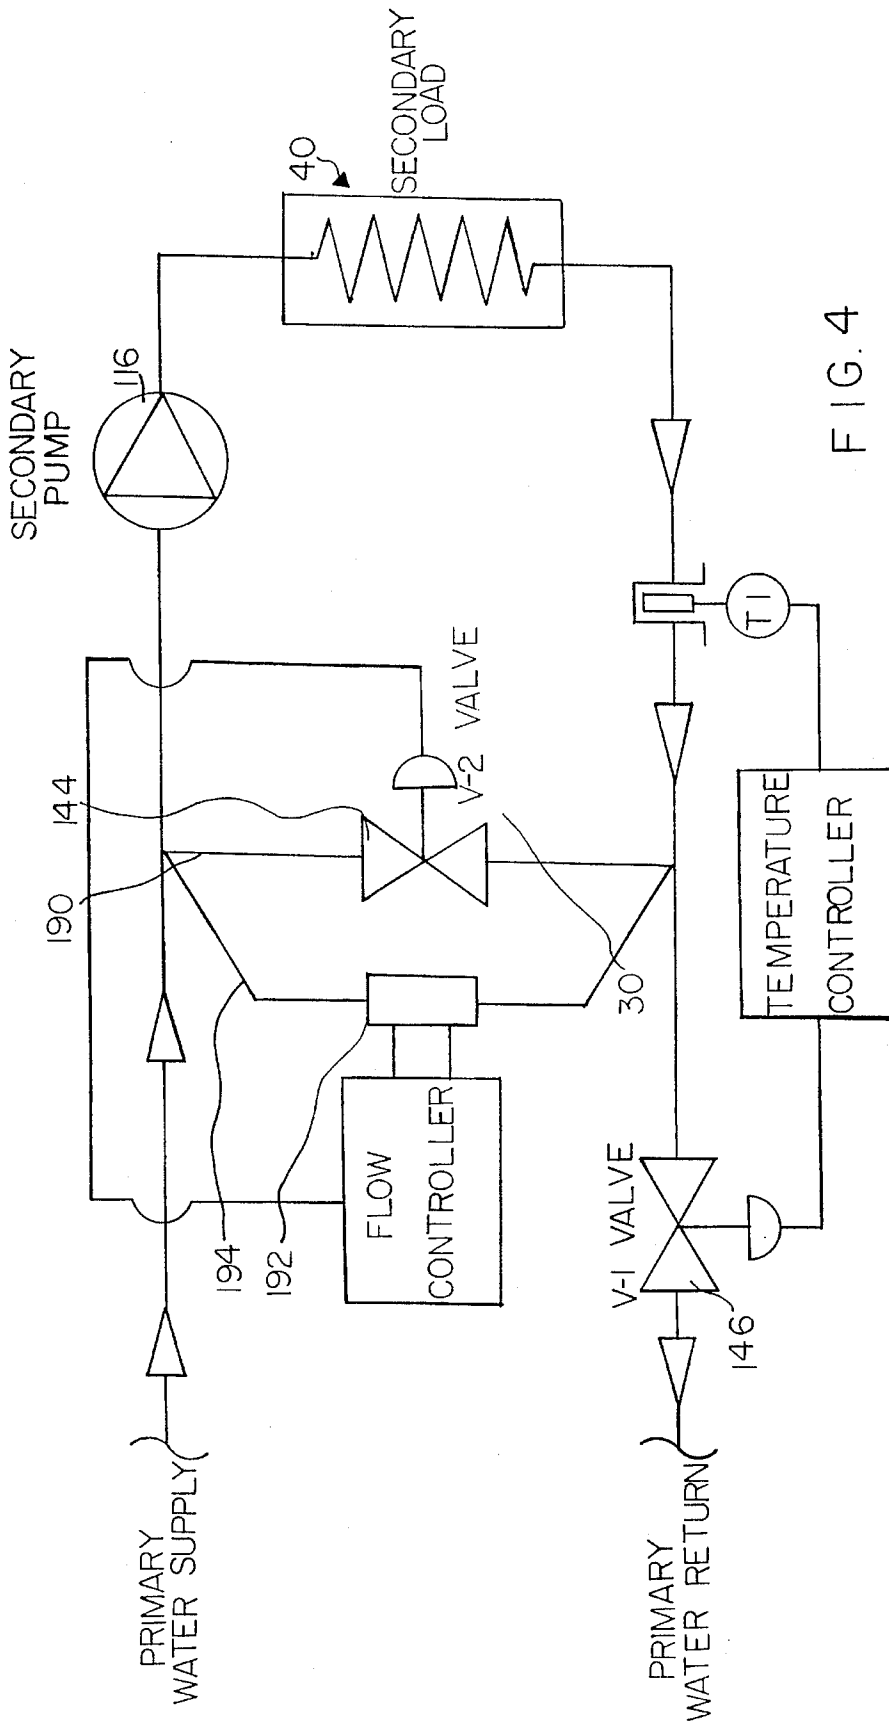 SECONDARY
PUMP
116
40
SECONDARY
LOAD
190
144
V-2 VALVE
194
192
30
FLOW
CONTROLLER
PRIMARY
WATER SUPPLY
T1
V-1 VALVE
146
TEMPERATURE
CONTROLLER
PRIMARY
WATER RETURN
FIG. 4